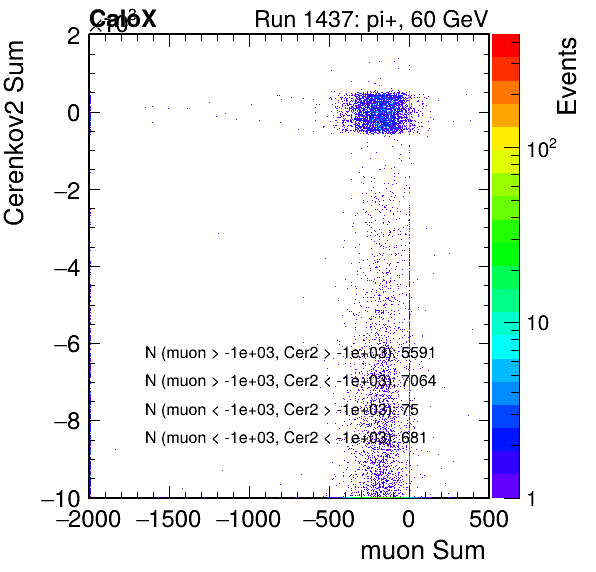 CaloX ×10³ Run 1437: pi+, 60 GeV
Cerenkov2 Sum
2
0
−2
−4
−6
−8
−10
N (muon > -1e+03, Cer2 > -1e+03): 5591
N (muon > -1e+03, Cer2 < -1e+03): 7064
N (muon < -1e+03, Cer2 > -1e+03): 75
N (muon < -1e+03, Cer2 < -1e+03): 681
−2000 −1500 −1000 −500 0 500
muon Sum
Events
10²
10
1